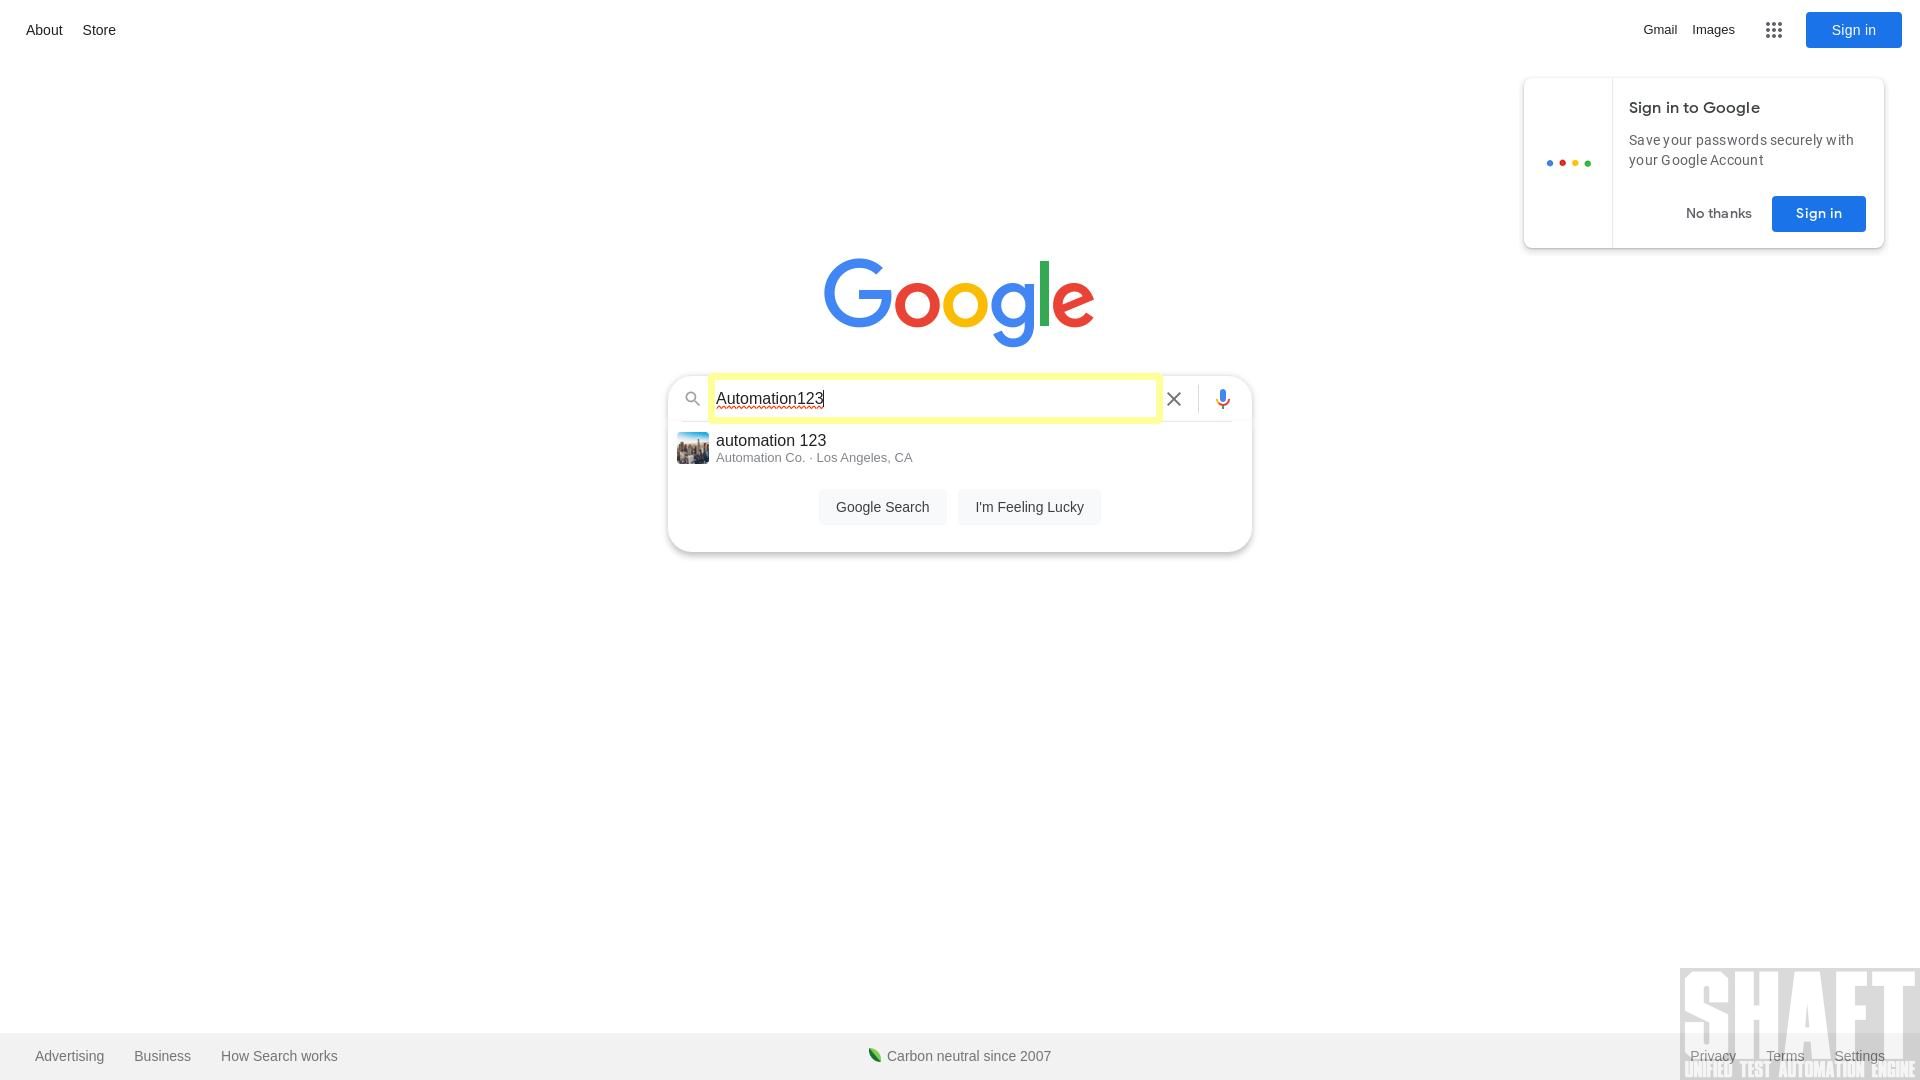 About Store
Gmail Images Sign in
Sign in to Google
Save your passwords securely with
your Google Account
No thanks Sign in
Google
Automation123
automation 123
Automation Co. · Los Angeles, CA
Google Search I'm Feeling Lucky
SHAFT
Advertising Business How Search works Carbon neutral since 2007 Privacy Terms Settings
UNIFIED TEST AUTOMATION ENGINE